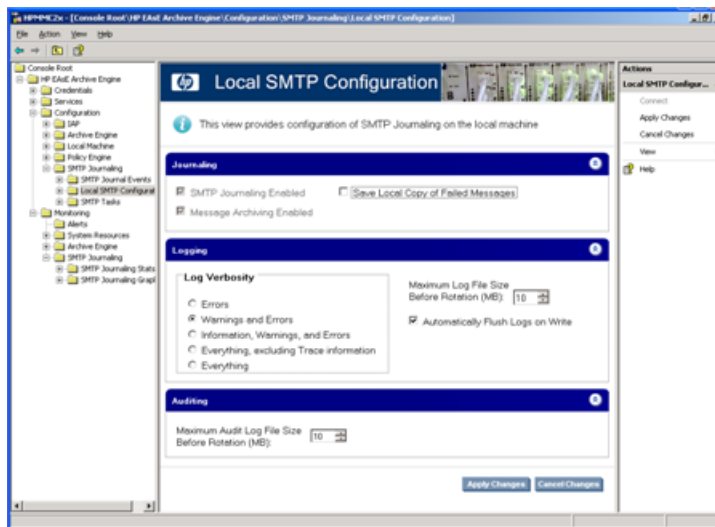 HPMMC2x - [Console Root\HP EAsE Archive Engine\Configuration\SMTP Journaling\Local SMTP Configuration]
File Action View Help
Console Root
HP EAsE Archive Engine
Credentials
Services
Configuration
IAP
Archive Engine
Local Machine
Policy Engine
SMTP Journaling
SMTP Journal Events
Local SMTP Configurat
SMTP Tasks
Monitoring
Alerts
System Resources
Archive Engine
SMTP Journaling
SMTP Journaling Stats
SMTP Journaling Grapl
hp
Local SMTP Configuration
This view provides configuration of SMTP Journaling on the local machine
Journaling
SMTP Journaling Enabled
Save Local Copy of Failed Messages
Message Archiving Enabled
Logging
Log Verbosity
Errors
Warnings and Errors
Information, Warnings, and Errors
Everything, excluding Trace information
Everything
Maximum Log File Size
Before Rotation (MB): 10
Automatically Flush Logs on Write
Auditing
Maximum Audit Log File Size
Before Rotation (MB): 10
Apply Changes Cancel Changes
Actions
Local SMTP Configur...
Connect
Apply Changes
Cancel Changes
View
Help